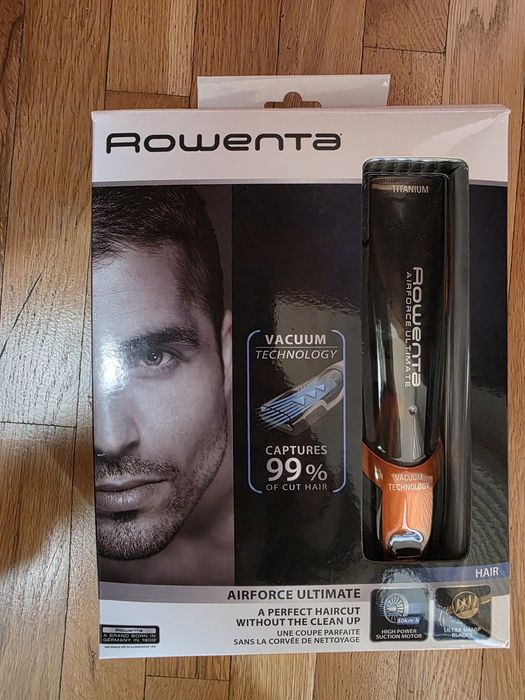 Rowenta
TITANIUM
Rowenta
AIRFORCE ULTIMATE
VACUUM
TECHNOLOGY
CAPTURES
99%
OF CUT HAIR
VACUUM
TECHNOLOGY
HAIR
AIRFORCE ULTIMATE
A PERFECT HAIRCUT
WITHOUT THE CLEAN UP
UNE COUPE PARFAITE
SANS LA CORVÉE DE NETTOYAGE
50km/h
HIGH POWER
SUCTION MOTOR
ULTRA SHARP
BLADES
Rowenta
A BRAND BORN IN
GERMANY IN 1909*